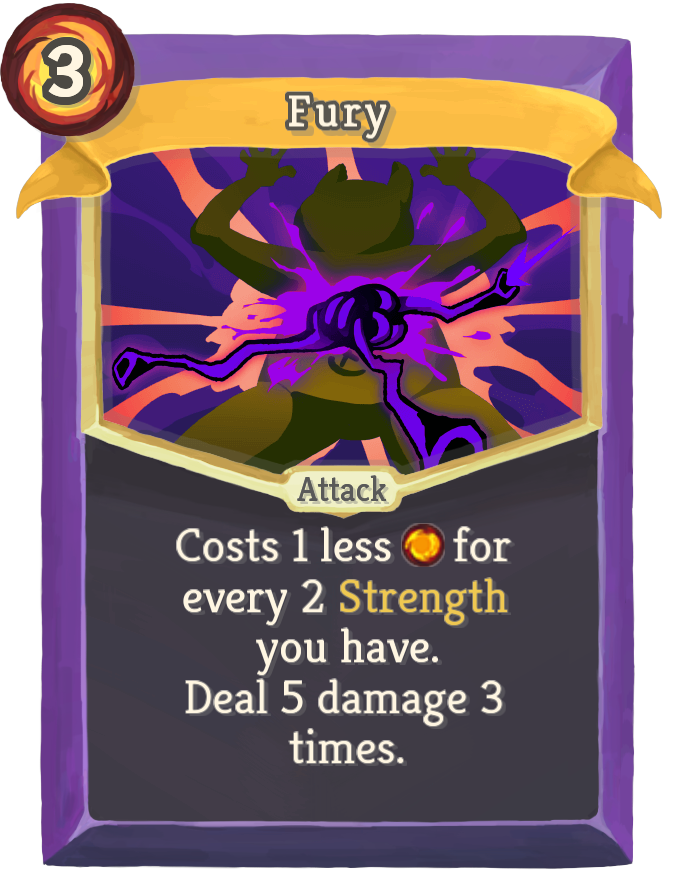 3
Fury
Attack
Costs 1 less for
every 2 Strength
you have.
Deal 5 damage 3
times.